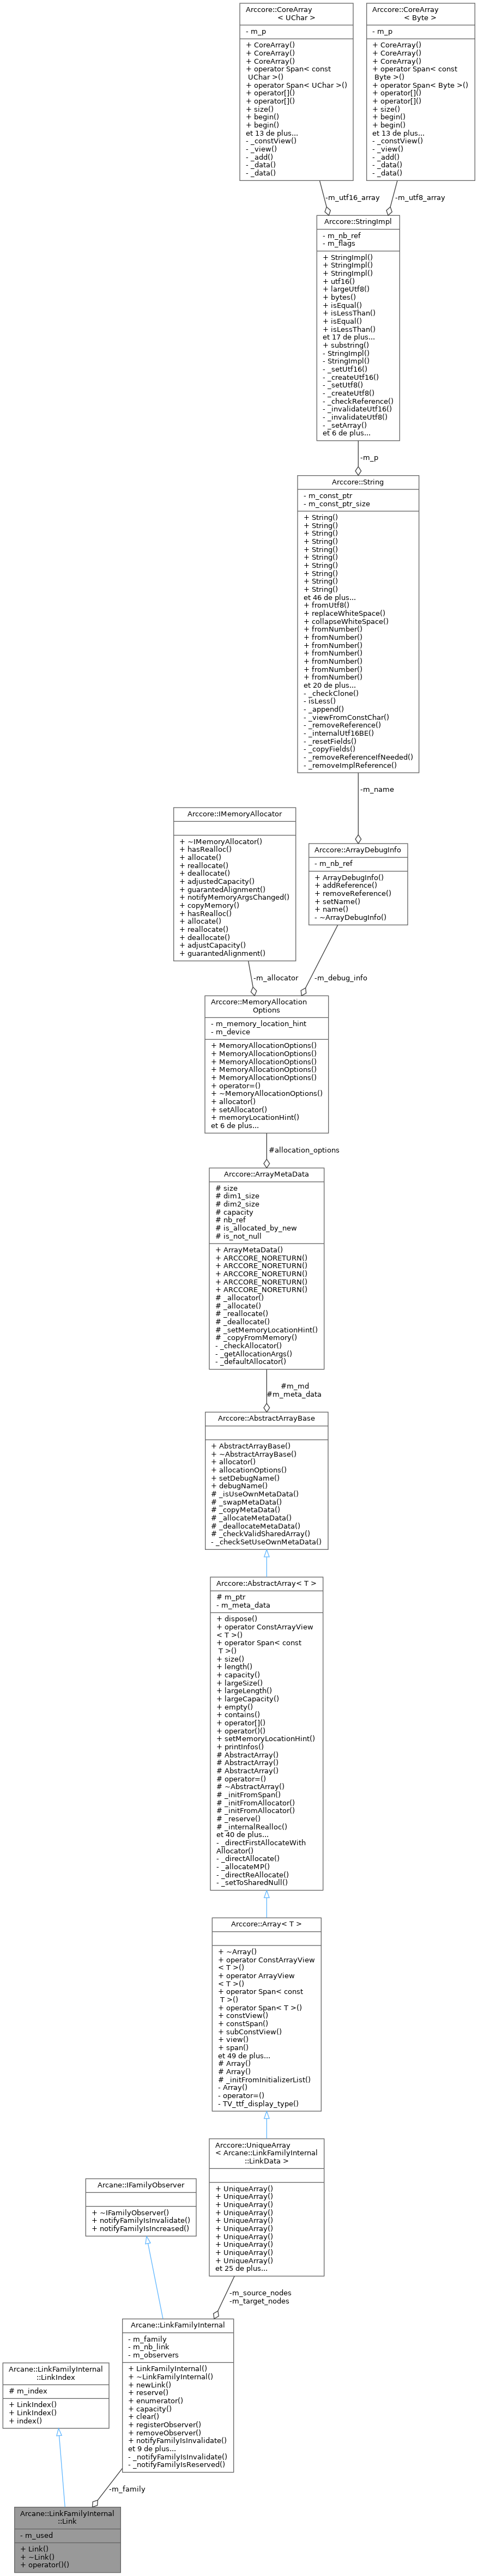 Arccore::CoreArray
< UChar >
- m_p
+ CoreArray()
+ CoreArray()
+ CoreArray()
+ operator Span< const
UChar >()
+ operator Span< UChar >()
+ operator[]()
+ operator[]()
+ size()
+ begin()
+ begin()
et 13 de plus...
- _constView()
- _view()
- _add()
- _data()
- _data()
Arccore::CoreArray
< Byte >
- m_p
+ CoreArray()
+ CoreArray()
+ CoreArray()
+ operator Span< const
Byte >()
+ operator Span< Byte >()
+ operator[]()
+ operator[]()
+ size()
+ begin()
+ begin()
et 13 de plus...
- _constView()
- _view()
- _add()
- _data()
- _data()
-m_utf16_array
-m_utf8_array
Arccore::StringImpl
- m_nb_ref
- m_flags
+ StringImpl()
+ StringImpl()
+ StringImpl()
+ utf16()
+ largeUtf8()
+ bytes()
+ isEqual()
+ isLessThan()
+ isEqual()
+ isLessThan()
et 17 de plus...
+ substring()
- StringImpl()
- StringImpl()
- _setUtf16()
- _createUtf16()
- _setUtf8()
- _createUtf8()
- _checkReference()
- _invalidateUtf16()
- _invalidateUtf8()
- _setArray()
et 6 de plus...
-m_p
Arccore::String
- m_const_ptr
- m_const_ptr_size
+ String()
+ String()
+ String()
+ String()
+ String()
+ String()
+ String()
+ String()
+ String()
+ String()
et 46 de plus...
+ fromUtf8()
+ replaceWhiteSpace()
+ collapseWhiteSpace()
+ fromNumber()
+ fromNumber()
+ fromNumber()
+ fromNumber()
+ fromNumber()
+ fromNumber()
+ fromNumber()
et 20 de plus...
- _checkClone()
- isLess()
- _append()
- _viewFromConstChar()
- _removeReference()
- _internalUtf16BE()
- _resetFields()
- _copyFields()
- _removeReferenceIfNeeded()
- _removeImplReference()
-m_name
Arccore::IMemoryAllocator
+ ~IMemoryAllocator()
+ hasRealloc()
+ allocate()
+ reallocate()
+ deallocate()
+ adjustedCapacity()
+ guarantedAlignment()
+ notifyMemoryArgsChanged()
+ copyMemory()
+ hasRealloc()
+ allocate()
+ reallocate()
+ deallocate()
+ adjustCapacity()
+ guarantedAlignment()
Arccore::ArrayDebugInfo
- m_nb_ref
+ ArrayDebugInfo()
+ addReference()
+ removeReference()
+ setName()
+ name()
- ~ArrayDebugInfo()
-m_allocator
-m_debug_info
Arccore::MemoryAllocation
Options
- m_memory_location_hint
- m_device
+ MemoryAllocationOptions()
+ MemoryAllocationOptions()
+ MemoryAllocationOptions()
+ MemoryAllocationOptions()
+ MemoryAllocationOptions()
+ operator=()
+ ~MemoryAllocationOptions()
+ allocator()
+ setAllocator()
+ memoryLocationHint()
et 6 de plus...
#allocation_options
Arccore::ArrayMetaData
# size
# dim1_size
# dim2_size
# capacity
# nb_ref
# is_allocated_by_new
# is_not_null
+ ArrayMetaData()
+ ARCCORE_NORETURN()
+ ARCCORE_NORETURN()
+ ARCCORE_NORETURN()
+ ARCCORE_NORETURN()
+ ARCCORE_NORETURN()
# _allocator()
# _allocate()
# _reallocate()
# _deallocate()
# _setMemoryLocationHint()
# _copyFromMemory()
- _checkAllocator()
- _getAllocationArgs()
- _defaultAllocator()
#m_md
#m_meta_data
Arccore::AbstractArrayBase
+ AbstractArrayBase()
+ ~AbstractArrayBase()
+ allocator()
+ allocationOptions()
+ setDebugName()
+ debugName()
# _isUseOwnMetaData()
# _swapMetaData()
# _copyMetaData()
# _allocateMetaData()
# _deallocateMetaData()
# _checkValidSharedArray()
- _checkSetUseOwnMetaData()
Arccore::AbstractArray< T >
# m_ptr
- m_meta_data
+ dispose()
+ operator ConstArrayView
< T >()
+ operator Span< const
T >()
+ size()
+ length()
+ capacity()
+ largeSize()
+ largeLength()
+ largeCapacity()
+ empty()
+ contains()
+ operator[]()
+ operator()()
+ setMemoryLocationHint()
+ printInfos()
# AbstractArray()
# AbstractArray()
# AbstractArray()
# operator=()
# ~AbstractArray()
# _initFromSpan()
# _initFromAllocator()
# _initFromAllocator()
# _reserve()
# _internalRealloc()
et 40 de plus...
- _directFirstAllocateWith
Allocator()
- _directAllocate()
- _allocateMP()
- _directReAllocate()
- _setToSharedNull()
Arccore::Array< T >
+ ~Array()
+ operator ConstArrayView
< T >()
+ operator ArrayView
< T >()
+ operator Span< const
T >()
+ operator Span< T >()
+ constView()
+ constSpan()
+ subConstView()
+ view()
+ span()
et 49 de plus...
# Array()
# Array()
# _initFromInitializerList()
- Array()
- operator=()
- TV_ttf_display_type()
Arccore::UniqueArray
< Arcane::LinkFamilyInternal
::LinkData >
+ UniqueArray()
+ UniqueArray()
+ UniqueArray()
+ UniqueArray()
+ UniqueArray()
+ UniqueArray()
+ UniqueArray()
+ UniqueArray()
+ UniqueArray()
+ UniqueArray()
et 25 de plus...
Arcane::IFamilyObserver
+ ~IFamilyObserver()
+ notifyFamilyIsInvalidate()
+ notifyFamilyIsIncreased()
-m_source_nodes
-m_target_nodes
Arcane::LinkFamilyInternal
- m_family
- m_nb_link
- m_observers
+ LinkFamilyInternal()
+ ~LinkFamilyInternal()
+ newLink()
+ reserve()
+ enumerator()
+ capacity()
+ clear()
+ registerObserver()
+ removeObserver()
+ notifyFamilyIsInvalidate()
et 9 de plus...
- _notifyFamilyIsInvalidate()
- _notifyFamilyIsReserved()
Arcane::LinkFamilyInternal
::LinkIndex
# m_index
+ LinkIndex()
+ LinkIndex()
+ index()
-m_family
Arcane::LinkFamilyInternal
::Link
- m_used
+ Link()
+ ~Link()
+ operator()()